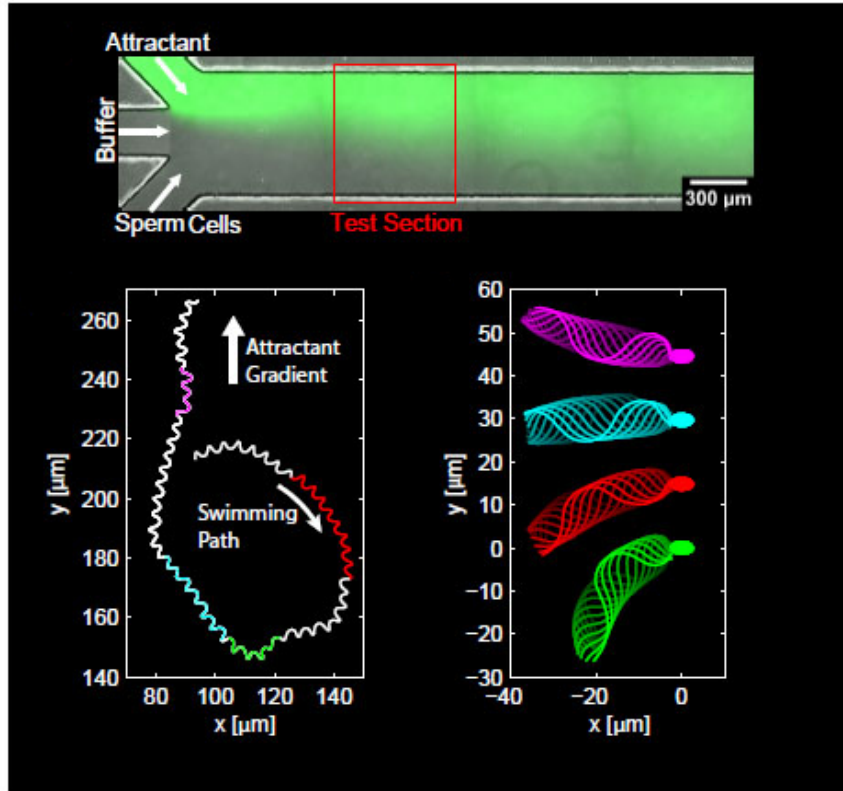 Attractant
Buffer
Sperm Cells
Test Section
300 µm
260
240
220
200
180
160
140
y [µm]
80
100
120
140
x [µm]
Attractant
Gradient
Swimming
Path
60
50
40
30
20
10
0
−10
−20
−30
y [µm]
−40
−20
0
x [µm]